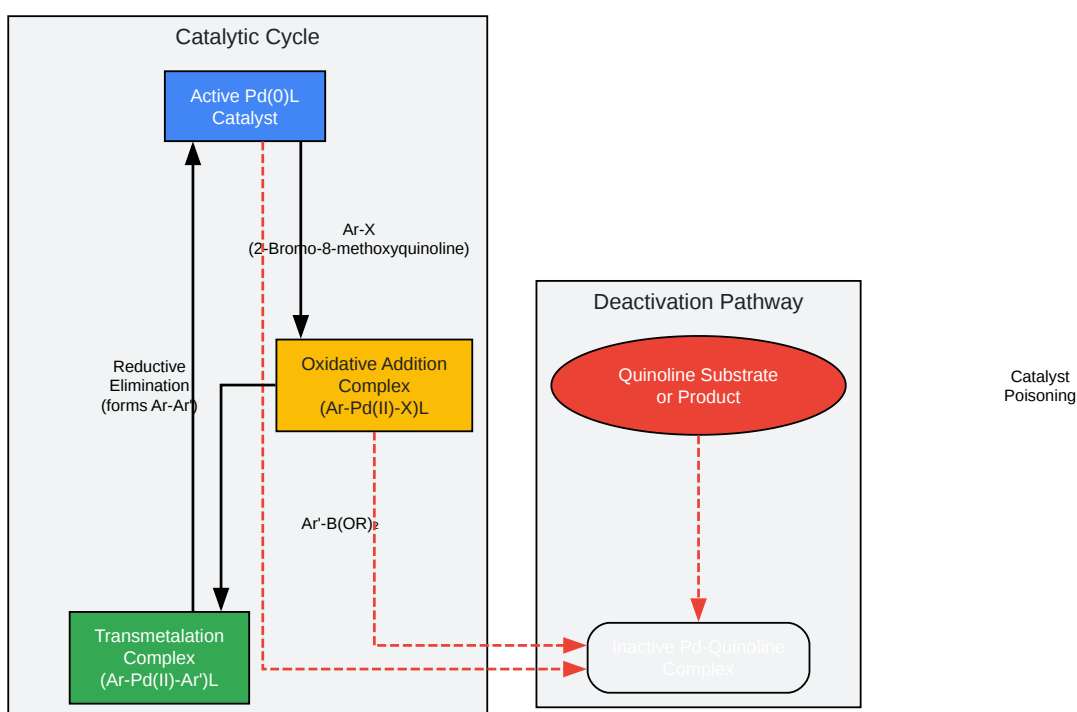 Catalytic Cycle
Active Pd(0)L
Catalyst
Ar-X
(2-Bromo-8-methoxyquinoline)
Reductive
Elimination
(forms Ar-Ar')
Oxidative Addition
Complex
(Ar-Pd(II)-X)L
Ar'-B(OR)₂
Transmetalation
Complex
(Ar-Pd(II)-Ar')L
Deactivation Pathway
Quinoline Substrate
or Product
Inactive Pd-Quinoline
Complex
Catalyst
Poisoning